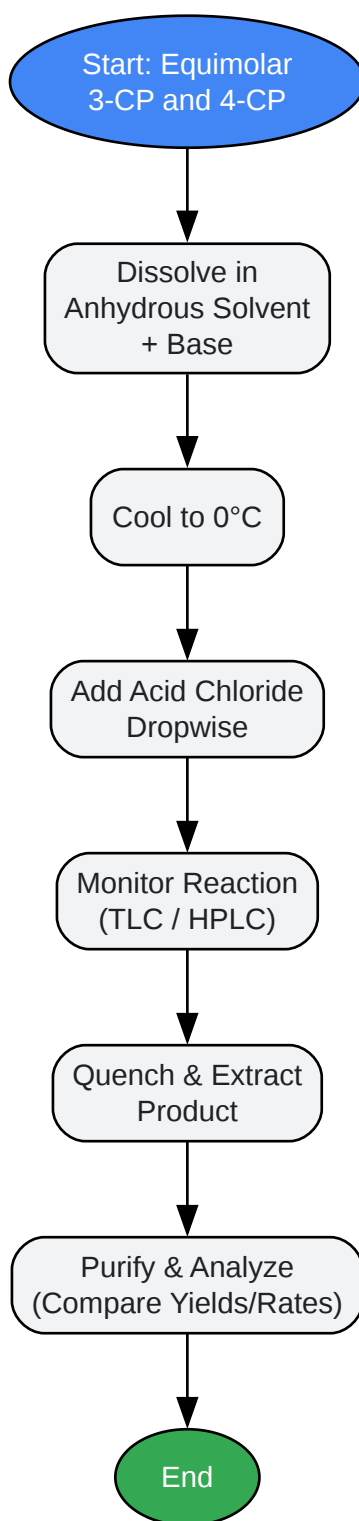 Start: Equimolar
3-CP and 4-CP
Dissolve in
Anhydrous Solvent
+ Base
Cool to 0°C
Add Acid Chloride
Dropwise
Monitor Reaction
(TLC / HPLC)
Quench & Extract
Product
Purify & Analyze
(Compare Yields/Rates)
End